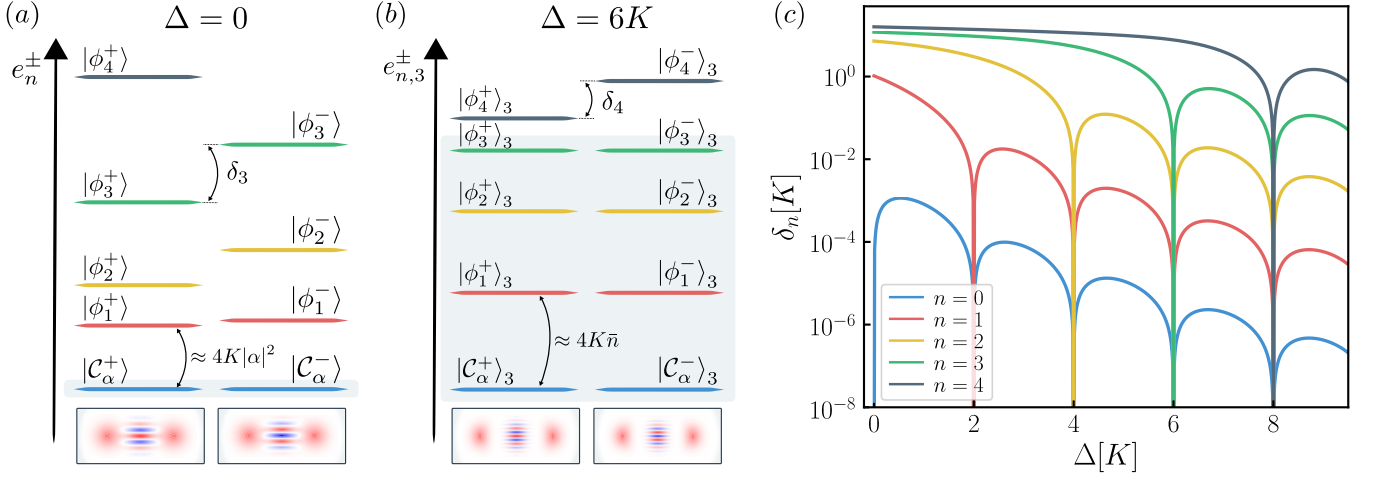 (a) Δ = 0
e_n^±
|ϕ_4^+⟩
|ϕ_3^−⟩
δ_3
|ϕ_3^+⟩
|ϕ_2^−⟩
|ϕ_2^+⟩
|ϕ_1^+⟩ |ϕ_1^−⟩
≈ 4K|α|^2
|𝒞_α^+⟩ |𝒞_α^−⟩
(b) Δ = 6K
e_{n,3}^±
|ϕ_4^−⟩_3
|ϕ_4^+⟩_3 δ_4
|ϕ_3^+⟩_3 |ϕ_3^−⟩_3
|ϕ_2^+⟩_3 |ϕ_2^−⟩_3
|ϕ_1^+⟩_3 |ϕ_1^−⟩_3
≈ 4Kn̄
|𝒞_α^+⟩_3 |𝒞_α^−⟩_3
(c)
δ_n[K]
10^0
10^−2
10^−4
10^−6
10^−8
n = 0
n = 1
n = 2
n = 3
n = 4
0 2 4 6 8
Δ[K]